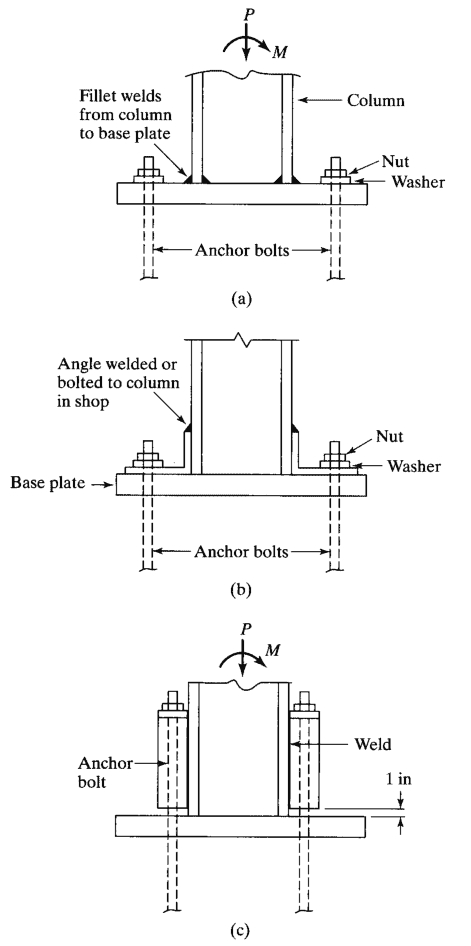 P
M
Fillet welds
from column
to base plate
Column
Nut
Washer
Anchor bolts
(a)
Angle welded or
bolted to column
in shop
Nut
Washer
Base plate
Anchor bolts
(b)
P
M
Anchor
bolt
Weld
1 in
(c)